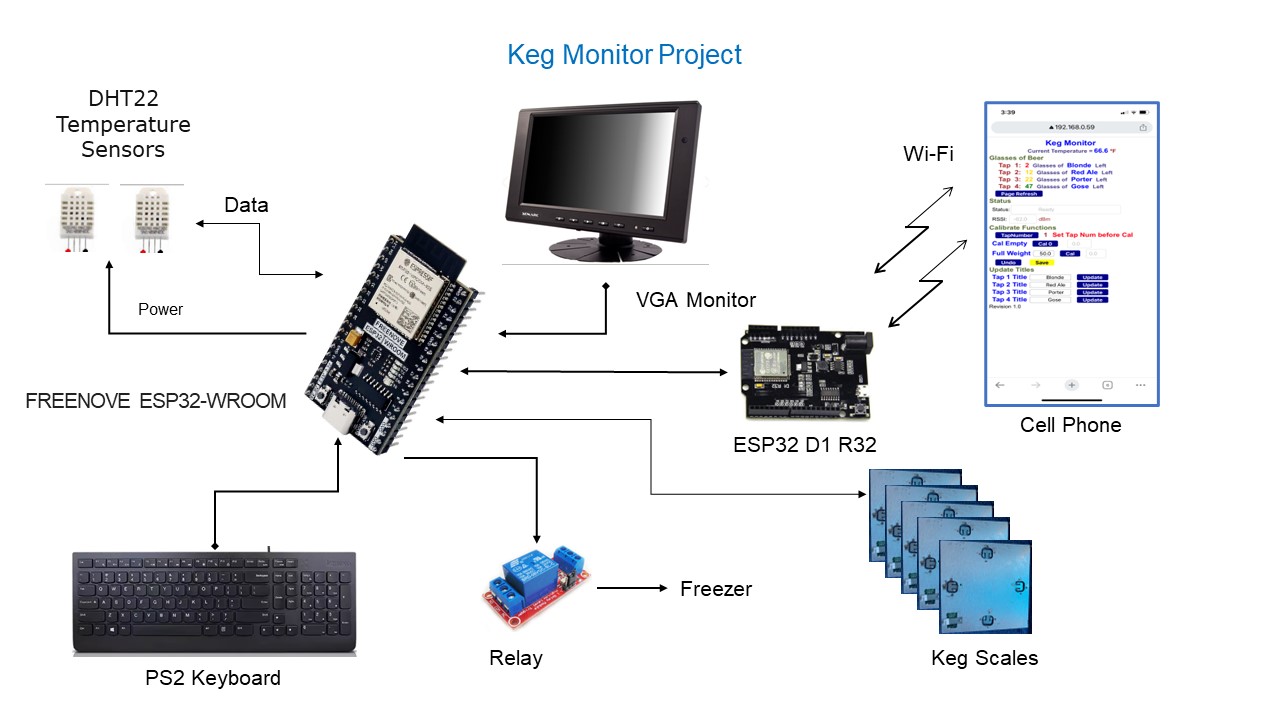 Keg Monitor Project
DHT22
Temperature
Sensors
Data
Power
FREENOVE ESP32-WROOM
ESPRESSIF
FREENOVE
ESP32 WROOM
VGA Monitor
Wi-Fi
3:39
192.168.0.59
Keg Monitor
Current Temperature = 66.6 °F
Glasses of Beer
Tap 1: 2 Glasses of Blonde Left
Tap 2: 12 Glasses of Red Ale Left
Tap 3: 22 Glasses of Porter Left
Tap 4: 47 Glasses of Gose Left
Page Refresh
Status
Status: Ready
RSSI: dBm
Calibrate Functions
TapNumber 1 Set Tap Num before Cal
Cal Empty Cal 0 0.0
Full Weight 50.0 Cal 0.0
Undo Save
Update Titles
Tap 1 Title Blonde Update
Tap 2 Title Red Ale Update
Tap 3 Title Porter Update
Tap 4 Title Gose Update
Revision 1.0
Cell Phone
D1 R32
ESP32 D1 R32
PS2 Keyboard
Relay
Freezer
Keg Scales